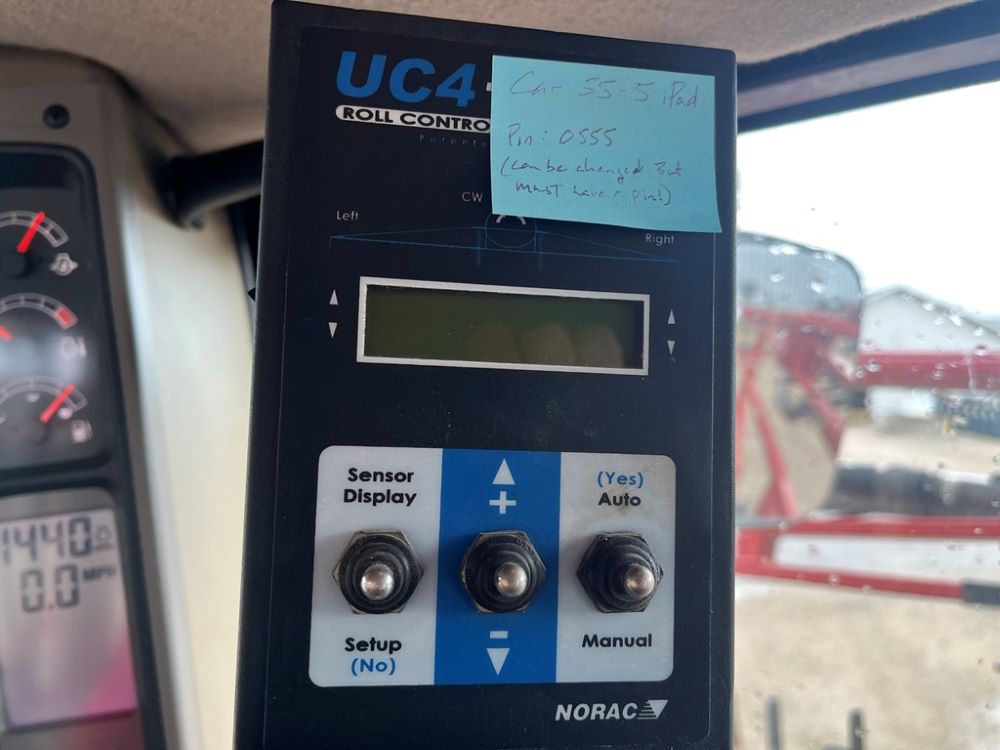 UC4+
ROLL CONTRO
Patente
Car 55-5 iPad
Pin: 0555
(can be changed But
MUST have a pin!)
CW
Left
Right
Sensor
Display
+
(Yes)
Auto
Setup
(No)
-
Manual
NORAC
1440
0.0 MPH